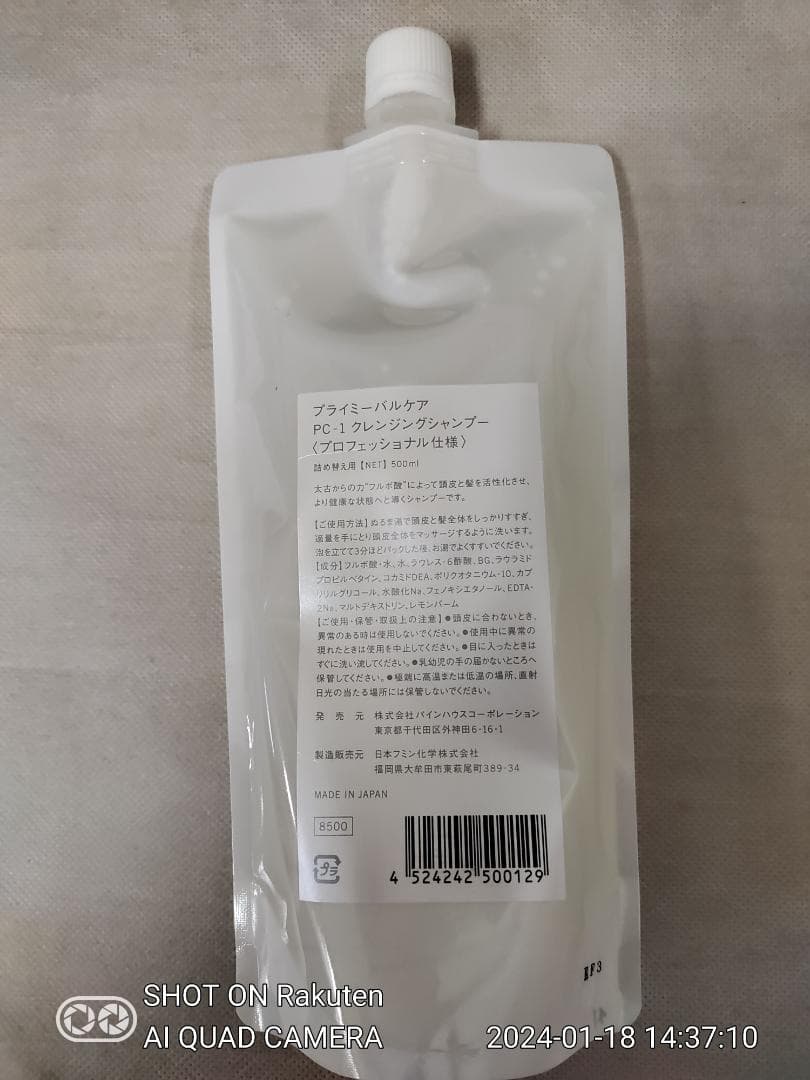 プライミーバルケア
PC-1 クレンジングシャンプー
〈プロフェッショナル仕様〉
詰め替え用【NET】500ml
太古からの力"フルボ酸"によって頭皮と髪を活性化させ、
より健康な状態へと導くシャンプーです。
【ご使用方法】ぬるま湯で頭皮と髪全体をしっかりすすぎ、
適量を手にとり頭皮全体をマッサージするように洗います。
泡を立てて3分ほどパックした後、お湯でよくすすいでください。
【成分】フルボ酸・水、水、ラウレス-6酢酸、BG、ラウラミド
プロピルベタイン、コカミドDEA、ポリクオタニウム-10、カプ
リリルグリコール、水酸化Na、フェノキシエタノール、EDTA-
2Na、マルトデキストリン、レモンバーム
【ご使用・保管・取扱上の注意】●頭皮に合わないとき、
異常のある時は使用しないでください。●使用中に異常の
現れたときは使用を中止してください。●目に入ったときは
すぐに洗い流してください。●乳幼児の手の届かないところへ
保管してください。●極端に高温または低温の場所、直射
日光の当たる場所には保管しないでください。
発売元 株式会社パインハウスコーポレーション
東京都千代田区外神田6-16-1
製造販売元 日本フミン化学株式会社
福岡県大牟田市東萩尾町389-34
MADE IN JAPAN
8500
プラ
4 524242 500129
EF3
SHOT ON Rakuten
AI QUAD CAMERA
2024-01-18 14:37:10